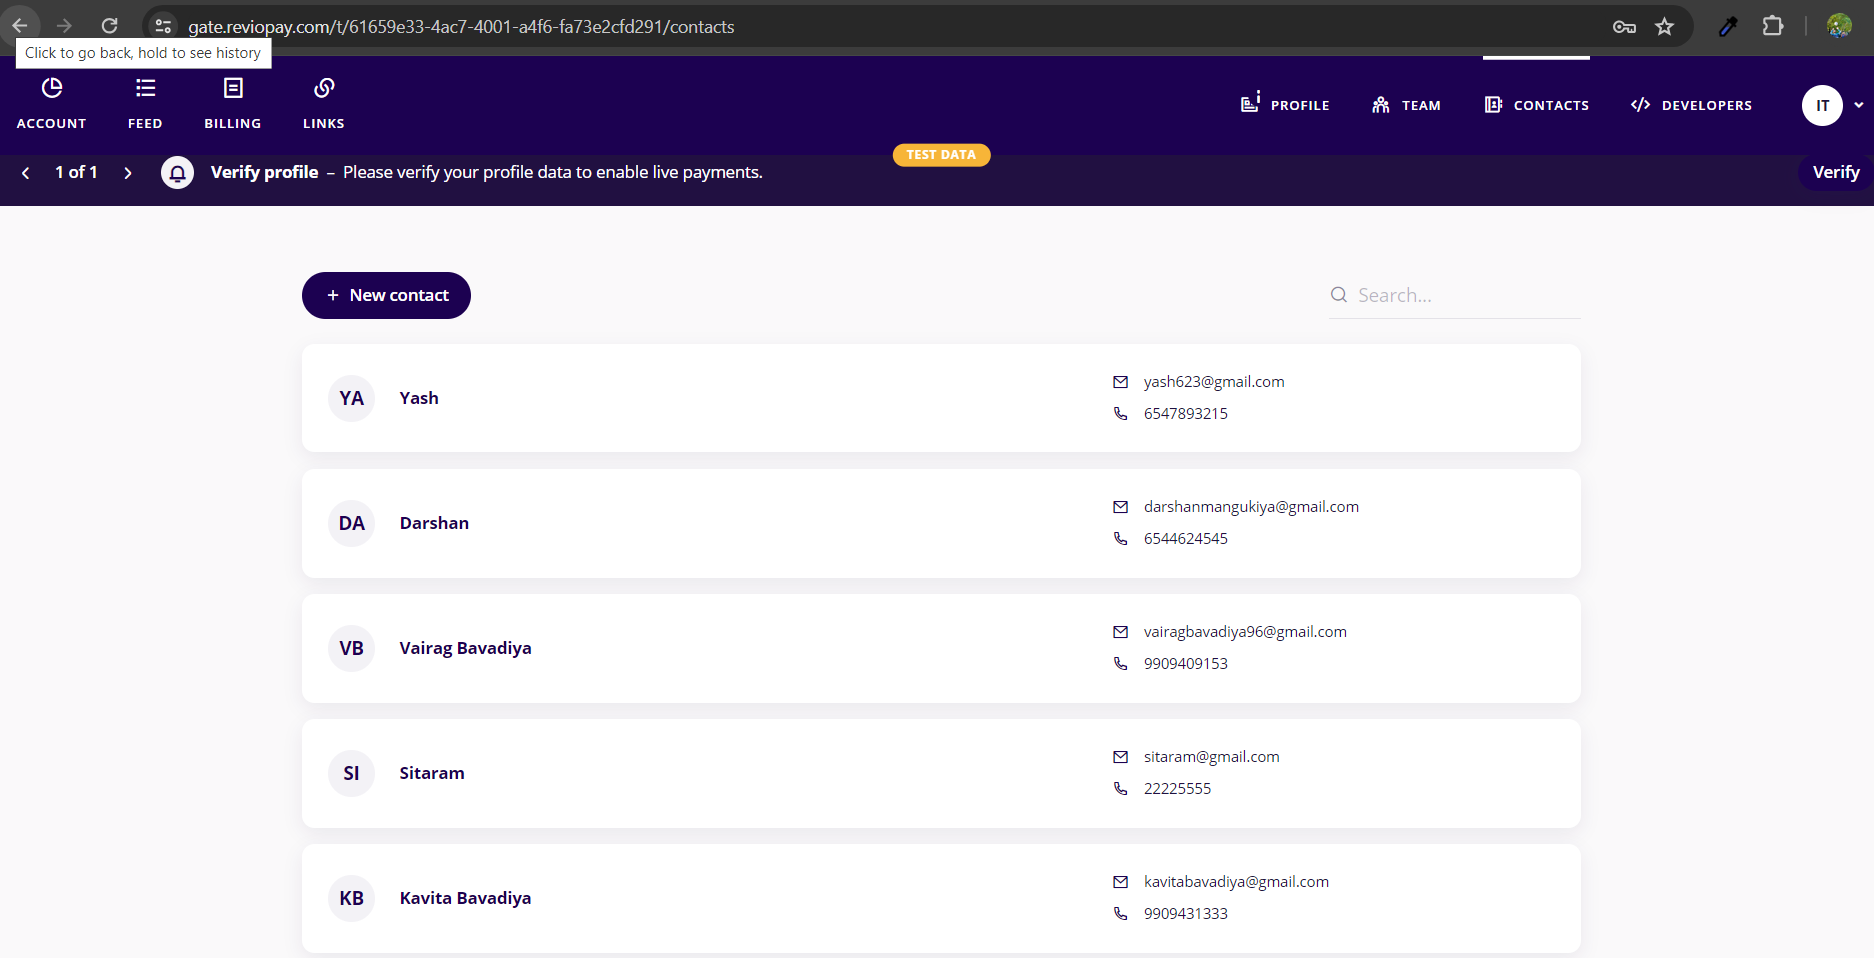 gate.reviopay.com/t/61659e33-4ac7-4001-a4f6-fa73e2cfd291/contacts
Click to go back, hold to see history
ACCOUNT FEED BILLING LINKS
PROFILE TEAM CONTACTS DEVELOPERS IT
TEST DATA
1 of 1 Verify profile – Please verify your profile data to enable live payments. Verify
+ New contact Search...
YA Yash
yash623@gmail.com
6547893215
DA Darshan
darshanmangukiya@gmail.com
6544624545
VB Vairag Bavadiya
vairagbavadiya96@gmail.com
9909409153
SI Sitaram
sitaram@gmail.com
22225555
KB Kavita Bavadiya
kavitabavadiya@gmail.com
9909431333